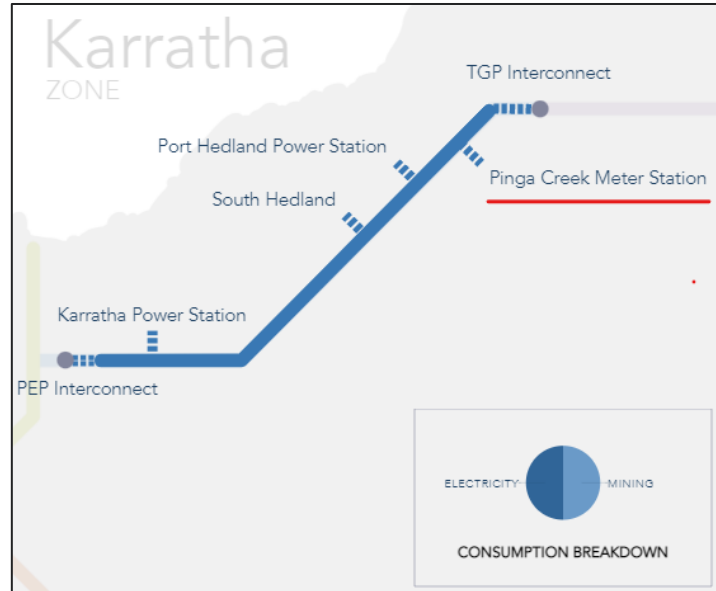 Karratha
ZONE
TGP Interconnect
Port Hedland Power Station
Pinga Creek Meter Station
South Hedland
Karratha Power Station
PEP Interconnect
ELECTRICITY
MINING
CONSUMPTION BREAKDOWN